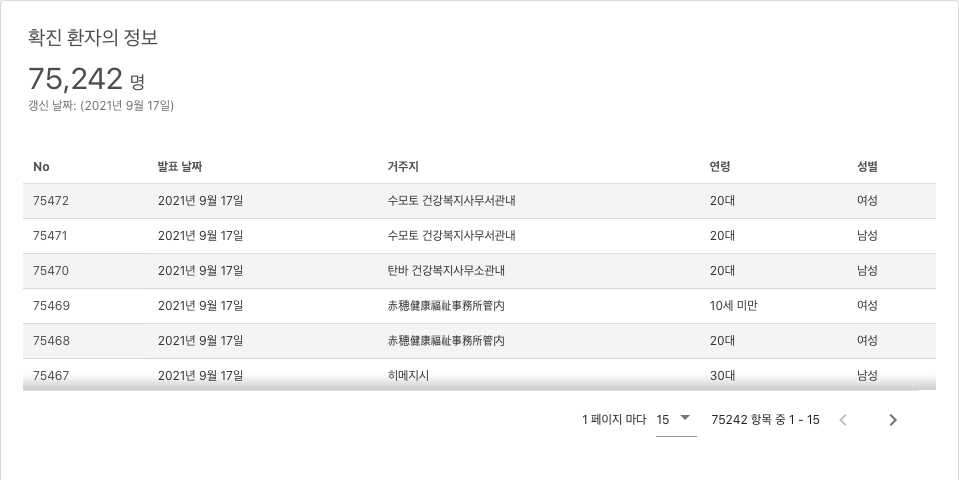 확진 환자의 정보
75,242 명
갱신 날짜: (2021년 9월 17일)
No 발표 날짜 거주지 연령 성별
75472 2021년 9월 17일 수모토 건강복지사무서관내 20대 여성
75471 2021년 9월 17일 수모토 건강복지사무서관내 20대 남성
75470 2021년 9월 17일 탄바 건강복지사무소관내 20대 남성
75469 2021년 9월 17일 赤穂健康福祉事務所管内 10세 미만 여성
75468 2021년 9월 17일 赤穂健康福祉事務所管内 20대 여성
75467 2021년 9월 17일 히메지시 30대 남성
1 페이지 마다 15 75242 항목 중 1 - 15